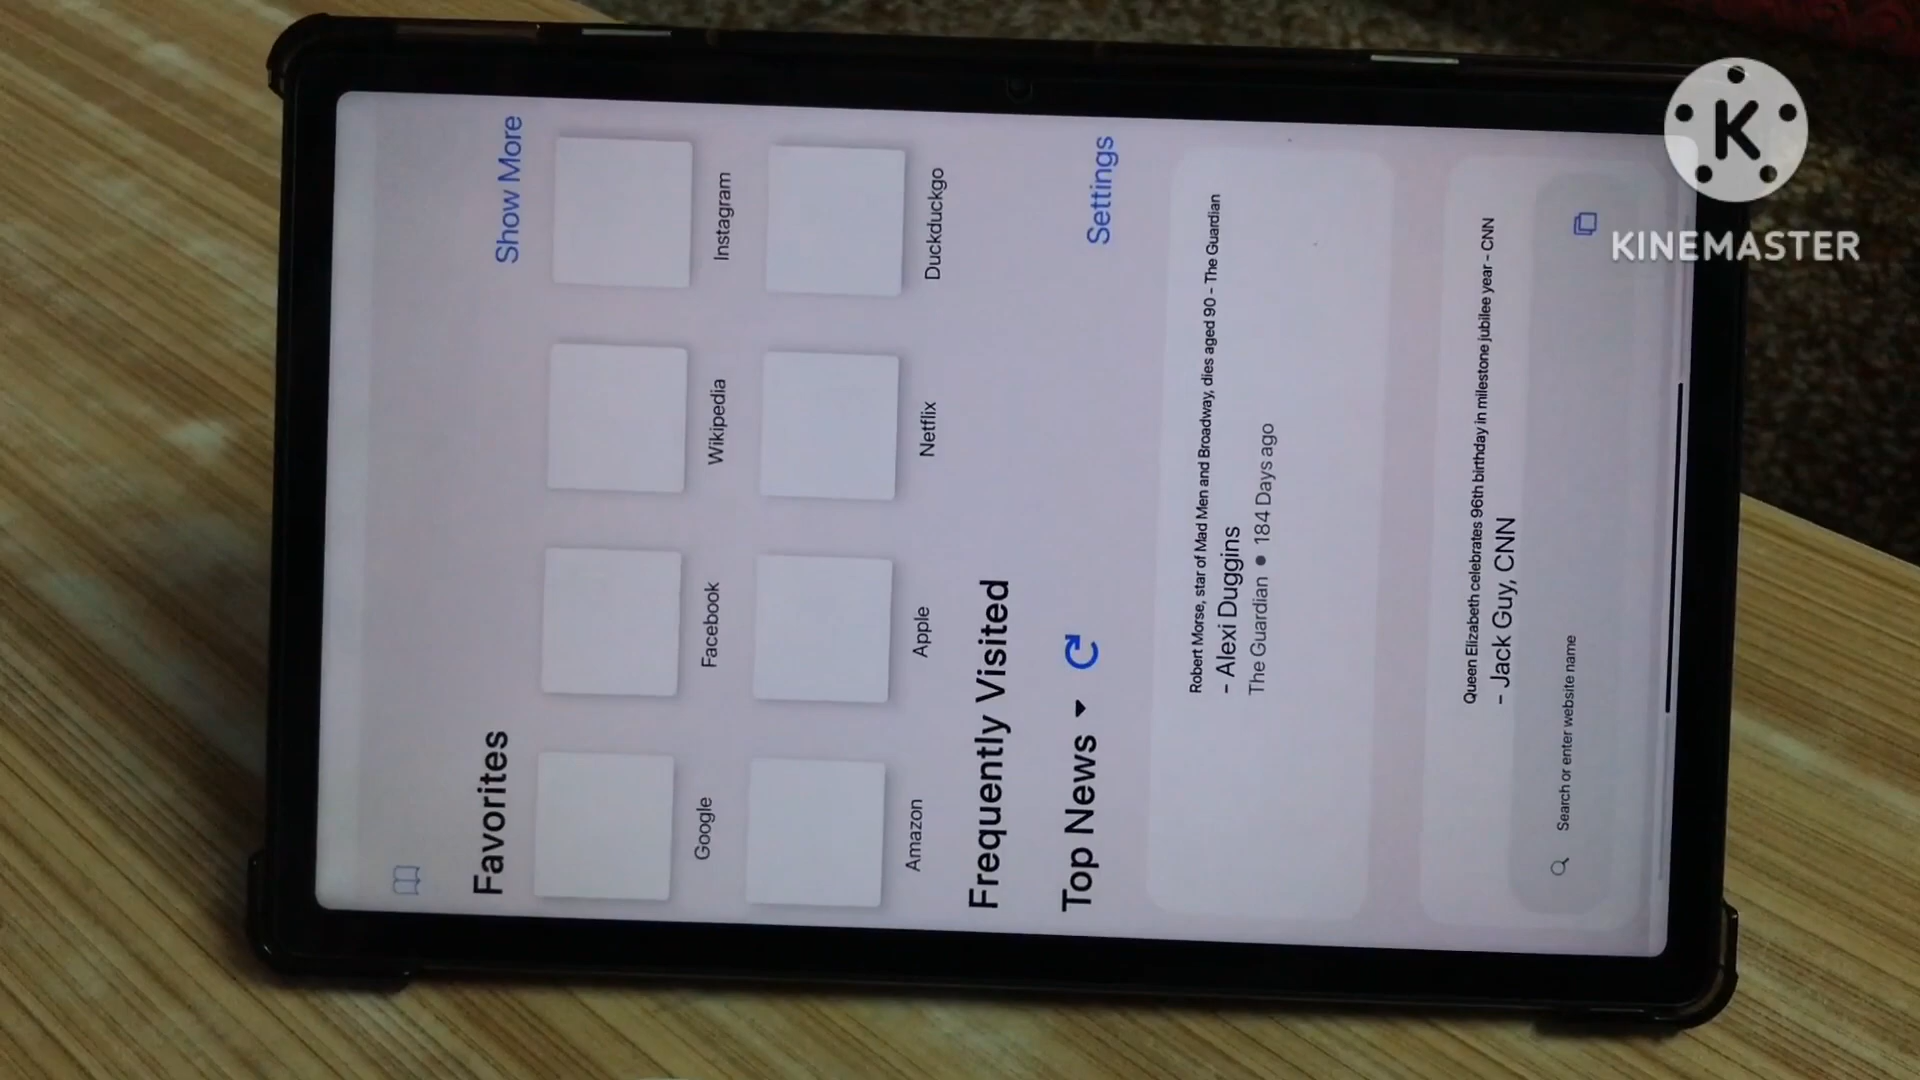 Favorites
Show More
Google
Facebook
Wikipedia
Instagram
Amazon
Apple
Netflix
Duckduckgo
Frequently Visited
Top News
Settings
Robert Morse, star of Mad Men and Broadway, dies aged 90 - The Guardian
- Alexi Duggins
The Guardian • 184 Days ago
Queen Elizabeth celebrates 96th birthday in milestone jubilee year - CNN
- Jack Guy, CNN
Search or enter website name
K
KINEMASTER